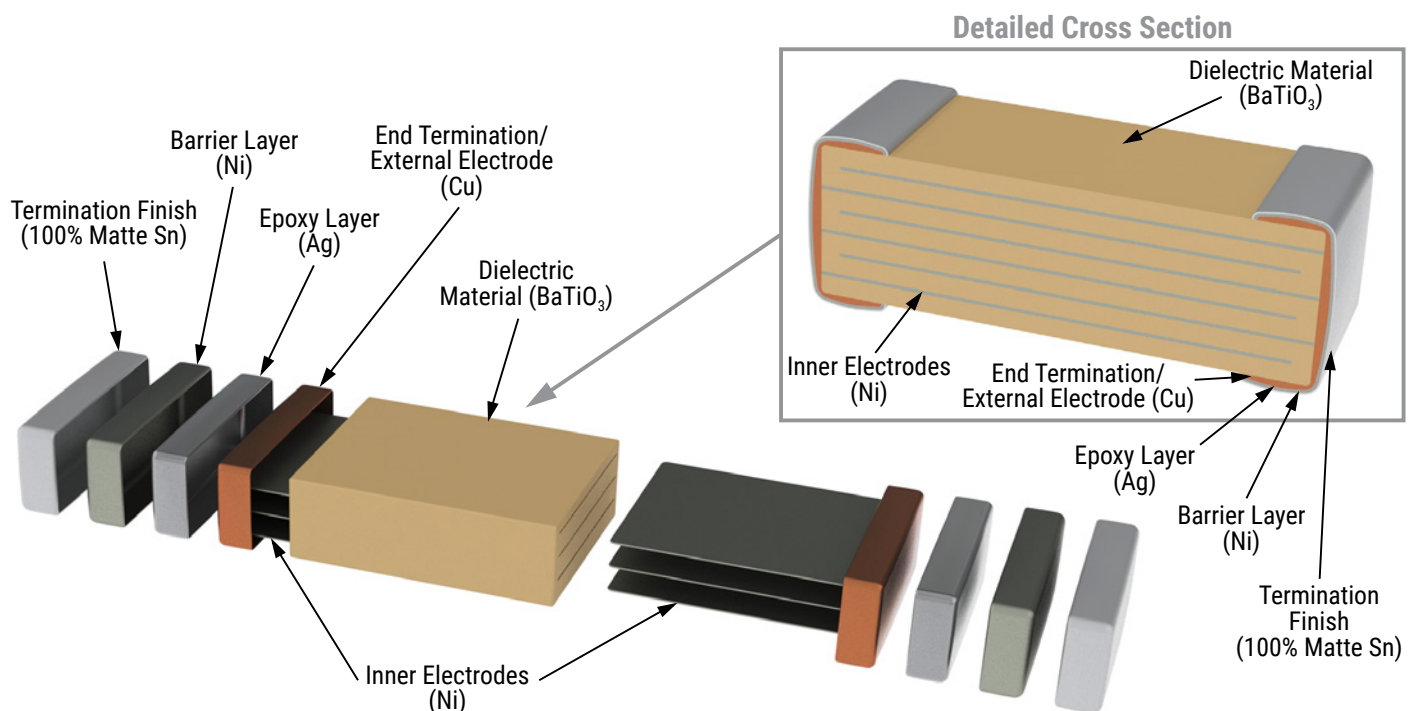 Detailed Cross Section
Dielectric Material
(BaTiO₃)
End Termination/
External Electrode
(Cu)
Barrier Layer
(Ni)
Termination Finish
(100% Matte Sn)
Epoxy Layer
(Ag)
Dielectric
Material (BaTiO₃)
Inner Electrodes
(Ni)
End Termination/
External Electrode (Cu)
Epoxy Layer
(Ag)
Barrier Layer
(Ni)
Termination
Finish
(100% Matte Sn)
Inner Electrodes
(Ni)